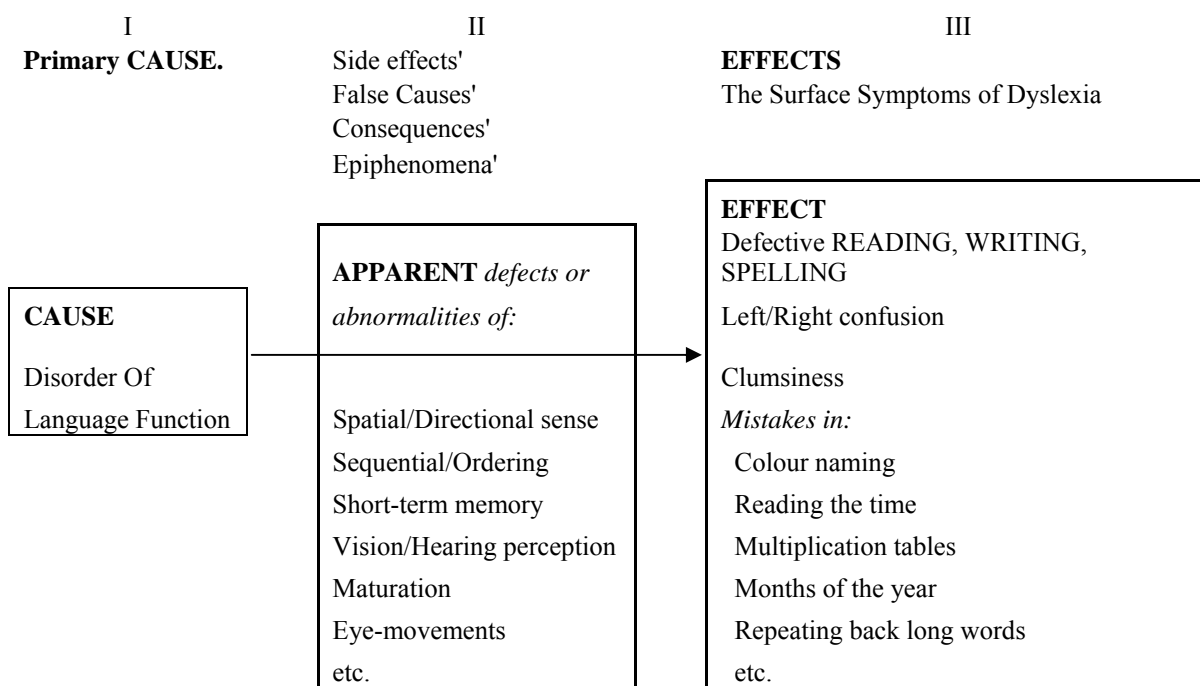 I
Primary CAUSE.
II
Side effects'
False Causes'
Consequences'
Epiphenomena'
III
EFFECTS
The Surface Symptoms of Dyslexia
CAUSE
Disorder Of
Language Function
APPARENT defects or
abnormalities of:
Spatial/Directional sense
Sequential/Ordering
Short-term memory
Vision/Hearing perception
Maturation
Eye-movements
etc.
EFFECT
Defective READING, WRITING,
SPELLING
Left/Right confusion
Clumsiness
Mistakes in:
Colour naming
Reading the time
Multiplication tables
Months of the year
Repeating back long words
etc.